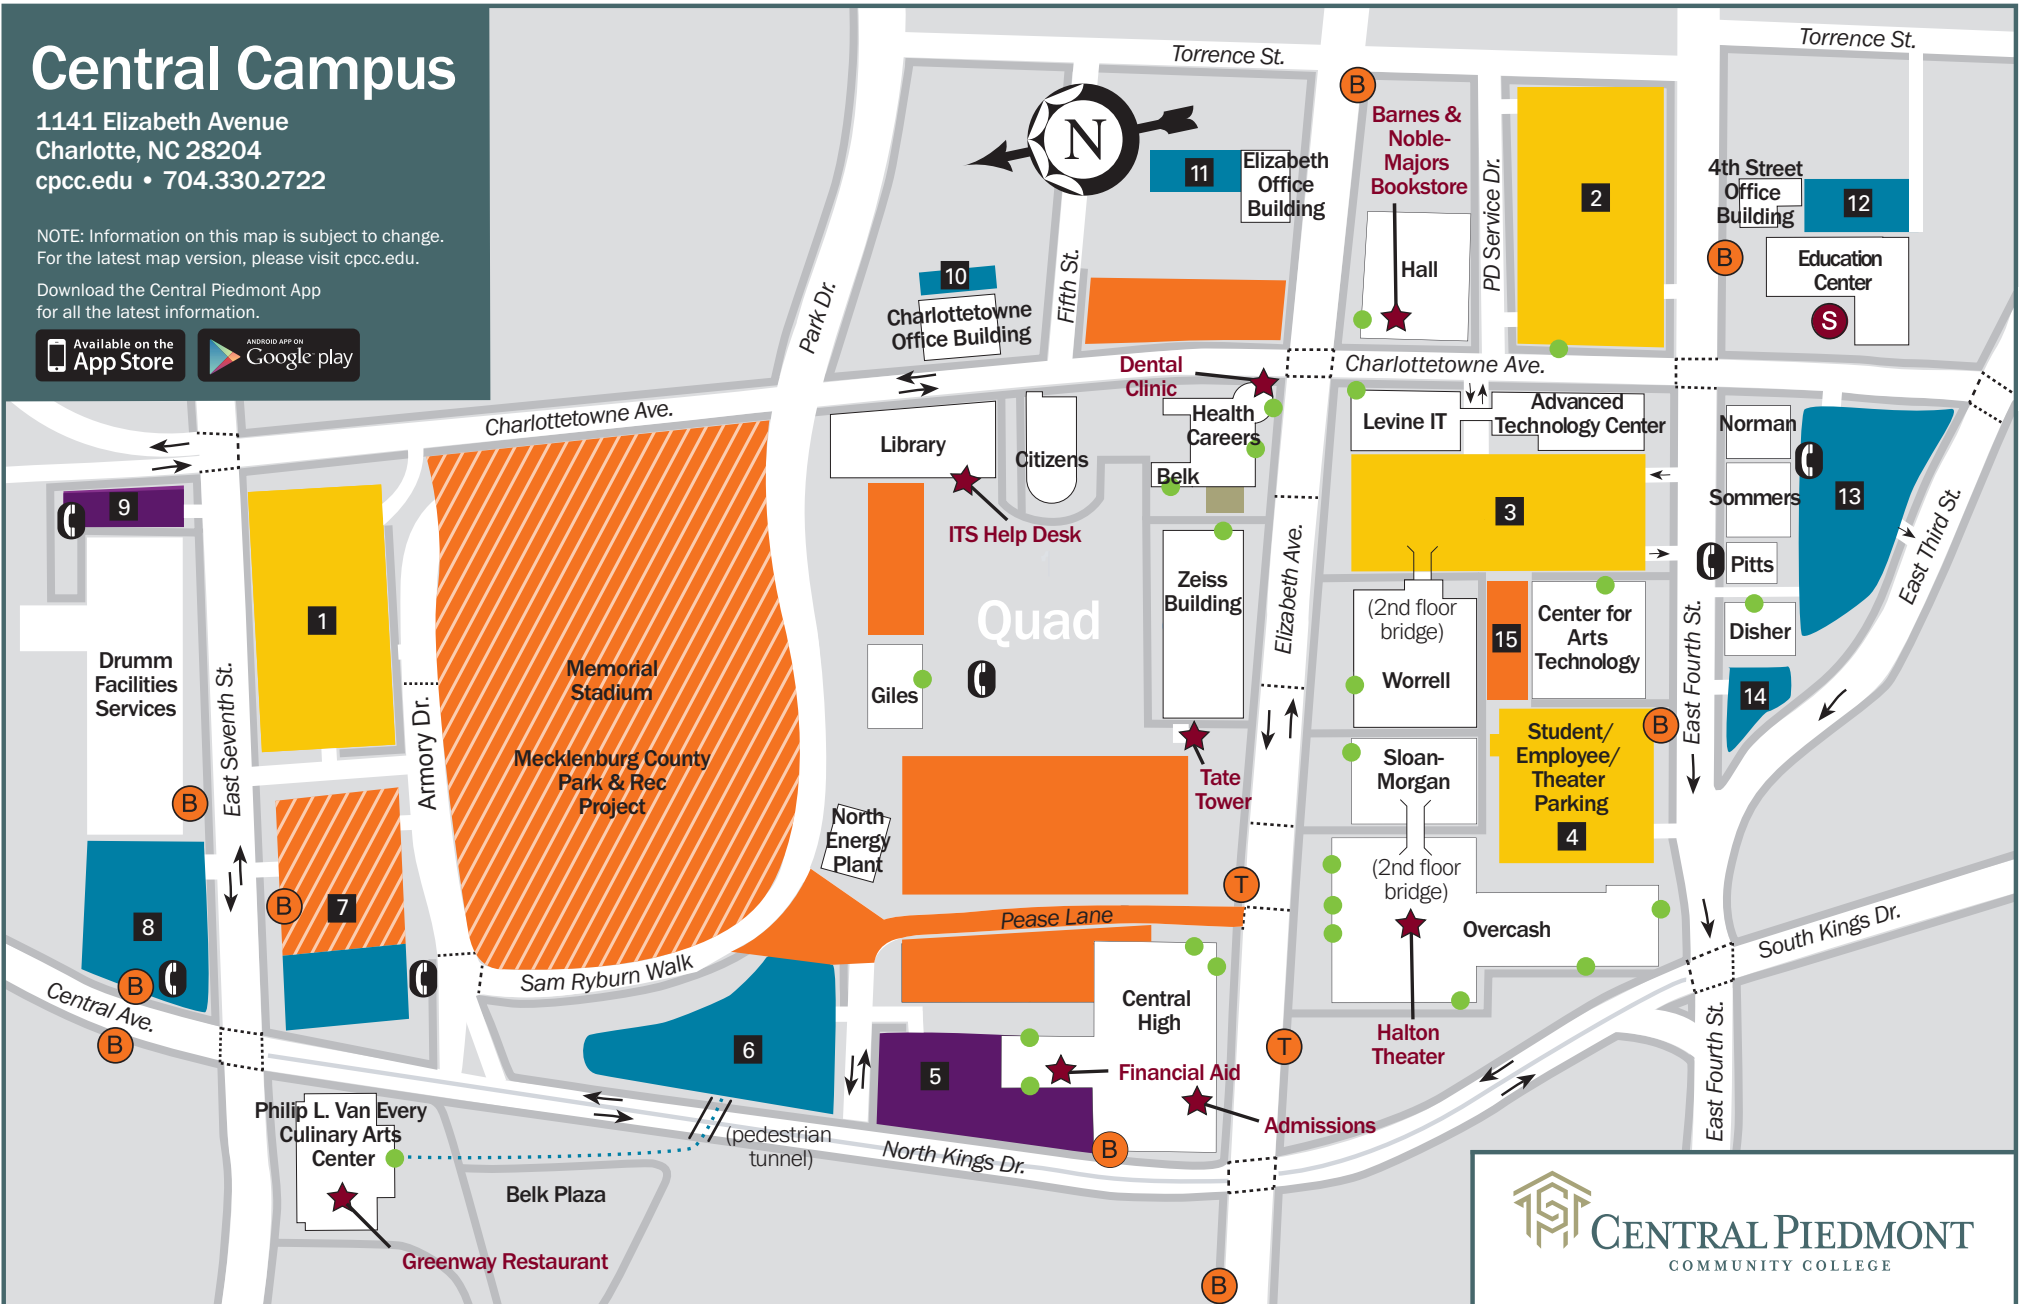 Central Campus
1141 Elizabeth Avenue
Charlotte, NC 28204
cpcc.edu • 704.330.2722
NOTE: Information on this map is subject to change.
For the latest map version, please visit cpcc.edu.
Download the Central Piedmont App
for all the latest information.
Available on the
App Store
ANDROID APP ON
Google play
Torrence St.
Torrence St.
N
B
Barnes &
Noble-
Majors
Bookstore
Hall
PD Service Dr.
2
4th Street
Office
Building
12
B
Education
Center
S
11
Elizabeth
Office
Building
10
Charlottetowne
Office Building
Fifth St.
Park Dr.
Charlottetowne Ave.
Charlottetowne Ave.
Dental
Clinic
Health
Careers
Belk
Library
Citizens
ITS Help Desk
Levine IT
Advanced
Technology Center
Norman
Sommers
Pitts
Disher
13
14
East Third St.
3
9
1
Drumm
Facilities
Services
East Seventh St.
Armory Dr.
Memorial
Stadium
Mecklenburg County
Park & Rec
Project
Quad
Giles
Zeiss
Building
Elizabeth Ave.
(2nd floor
bridge)
Worrell
15
Center for
Arts
Technology
East Fourth St.
B
Student/
Employee/
Theater
Parking
4
Sloan-
Morgan
(2nd floor
bridge)
Overcash
Halton
Theater
South Kings Dr.
East Fourth St.
Tate
Tower
North
Energy
Plant
T
Pease Lane
T
B
8
B
7
B
Central Ave.
B
Sam Ryburn Walk
6
5
Central
High
Financial Aid
Admissions
B
North Kings Dr.
(pedestrian
tunnel)
Philip L. Van Every
Culinary Arts
Center
Belk Plaza
Greenway Restaurant
B
CENTRAL PIEDMONT
COMMUNITY COLLEGE